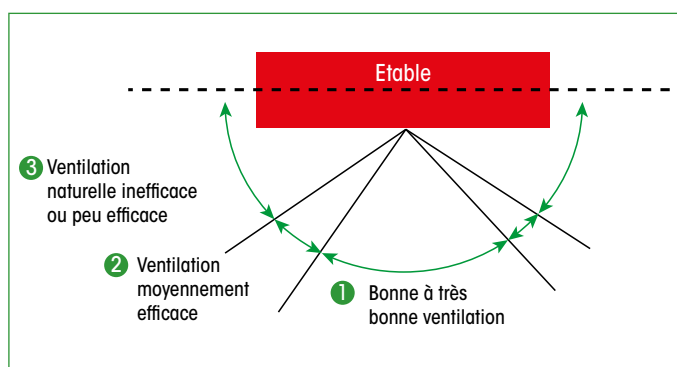 Etable
3 Ventilation
naturelle inefficace
ou peu efficace
2 Ventilation
moyennement
efficace
1 Bonne à très
bonne ventilation